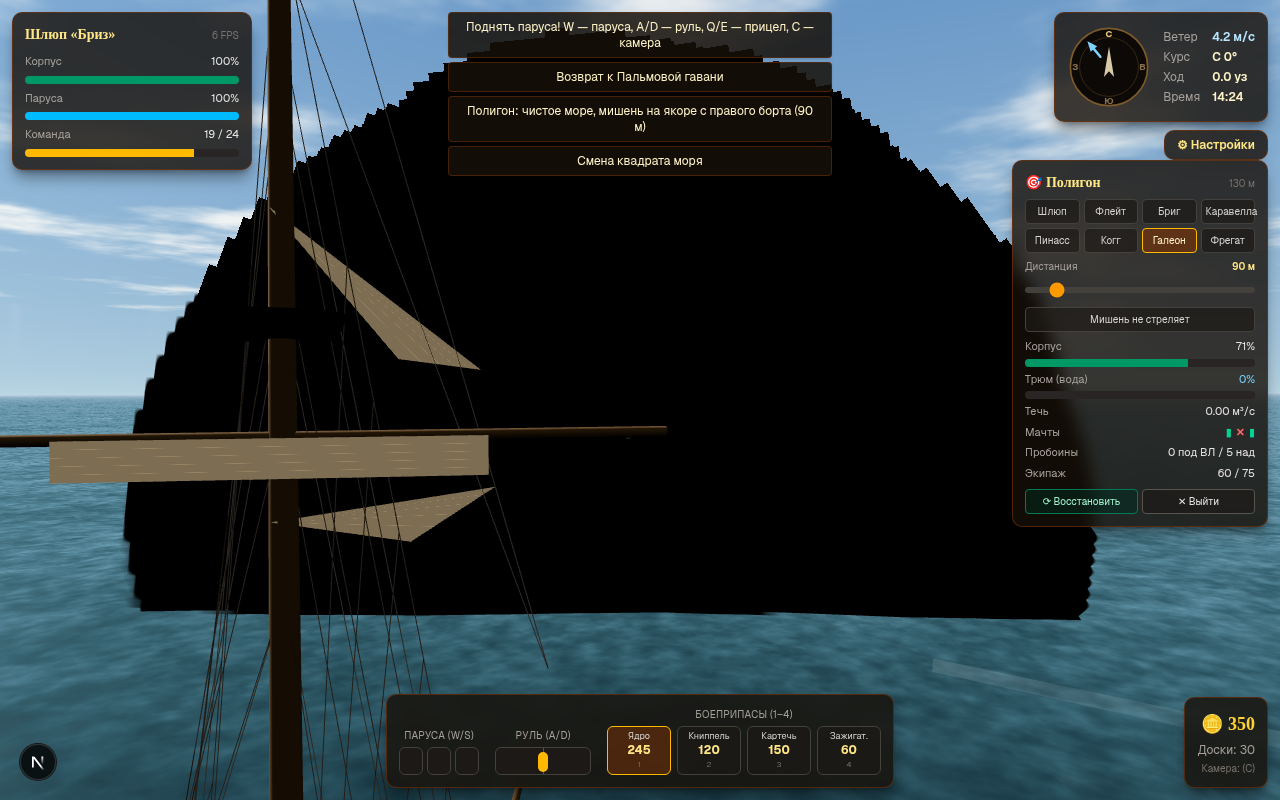 Шлюп «Бриз»
6 FPS
Корпус
100%
Паруса
100%
Команда
19 / 24
Поднять паруса! W — паруса, A/D — руль, Q/E — прицел, C —
камера
Возврат к Пальмовой гавани
Полигон: чистое море, мишень на якоре с правого борта (90
м)
Смена квадрата моря
С
З
В
Ю
Ветер
4.2 м/с
Курс
С 0°
Ход
0.0 уз
Время
14:24
⚙ Настройки
🎯 Полигон
130 м
Шлюп
Флейт
Бриг
Каравелла
Пинасс
Когг
Галеон
Фрегат
Дистанция
90 м
Мишень не стреляет
Корпус
71%
Трюм (вода)
0%
Течь
0.00 м³/с
Мачты
▮ ✕ ▮
Пробоины
0 под ВЛ / 5 над
Экипаж
60 / 75
⟳ Восстановить
✕ Выйти
ПАРУСА (W/S)
РУЛЬ (A/D)
БОЕПРИПАСЫ (1–4)
Ядро
245
1
Книппель
120
2
Картечь
150
3
Зажигат.
60
4
🪙 350
Доски: 30
Камера: (C)
N